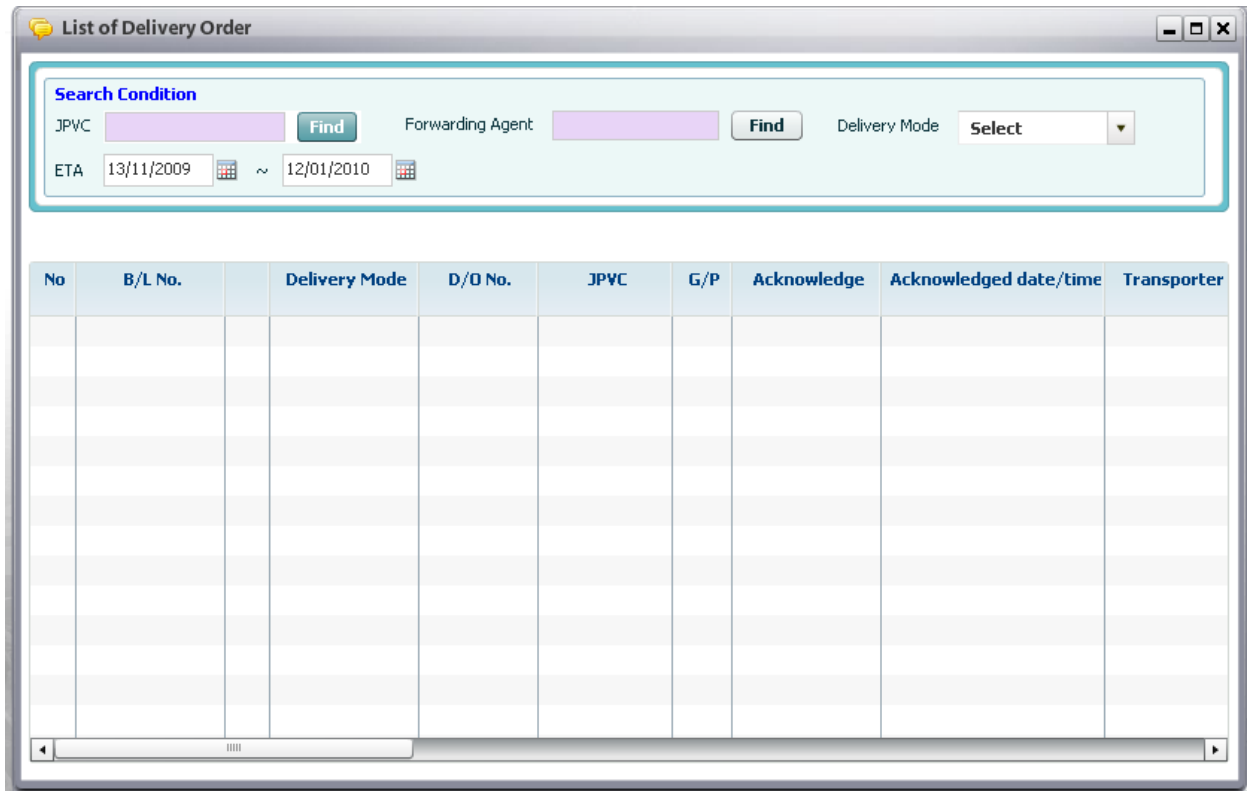 List of Delivery Order
Search Condition
JPVC Find Forwarding Agent Find Delivery Mode Select
ETA 13/11/2009 ~ 12/01/2010
No B/L No. Delivery Mode D/O No. JPVC G/P Acknowledge Acknowledged date/time Transporter